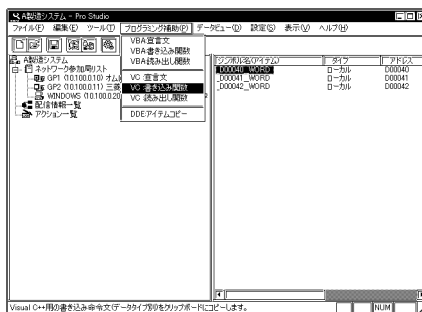 A製造システム - Pro Studio
ファイル(F) 編集(E) ツール(T) プログラミング補助(P) データビュー(D) 設定(S) 表示(V) ヘルプ(H)
VBA宣言文
VBA書き込み関数
VBA読み出し関数
VC 宣言文
VC 書き込み関数
VC 読み出し関数
DDEアイテムコピー
A製造システム
ネットワーク参加局リスト
GP1 (10.100.0.10) オム
GP2 (10.100.0.11) 三菱
WINDOWS (10.100.0.20
配信情報一覧
アクション一覧
シンボル名(アイテム) タイプ アドレス
_D00040_WORD ローカル D00040
_D00041_WORD ローカル D00041
_D00042_WORD ローカル D00042
Visual C++用の書き込み命令文(データタイプ別)をクリップボードにコピーします。
NUM